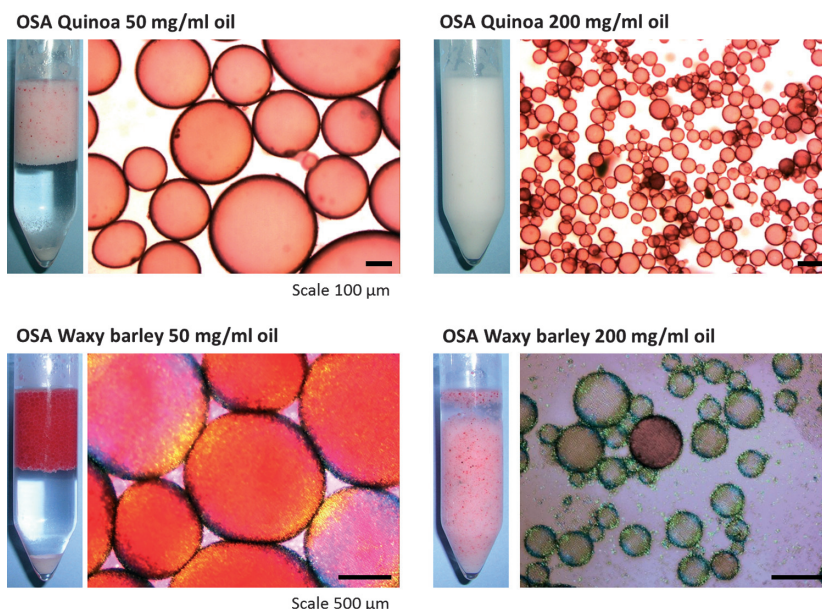 OSA Quinoa 50 mg/ml oil
OSA Quinoa 200 mg/ml oil
Scale 100 μm
OSA Waxy barley 50 mg/ml oil
OSA Waxy barley 200 mg/ml oil
Scale 500 μm